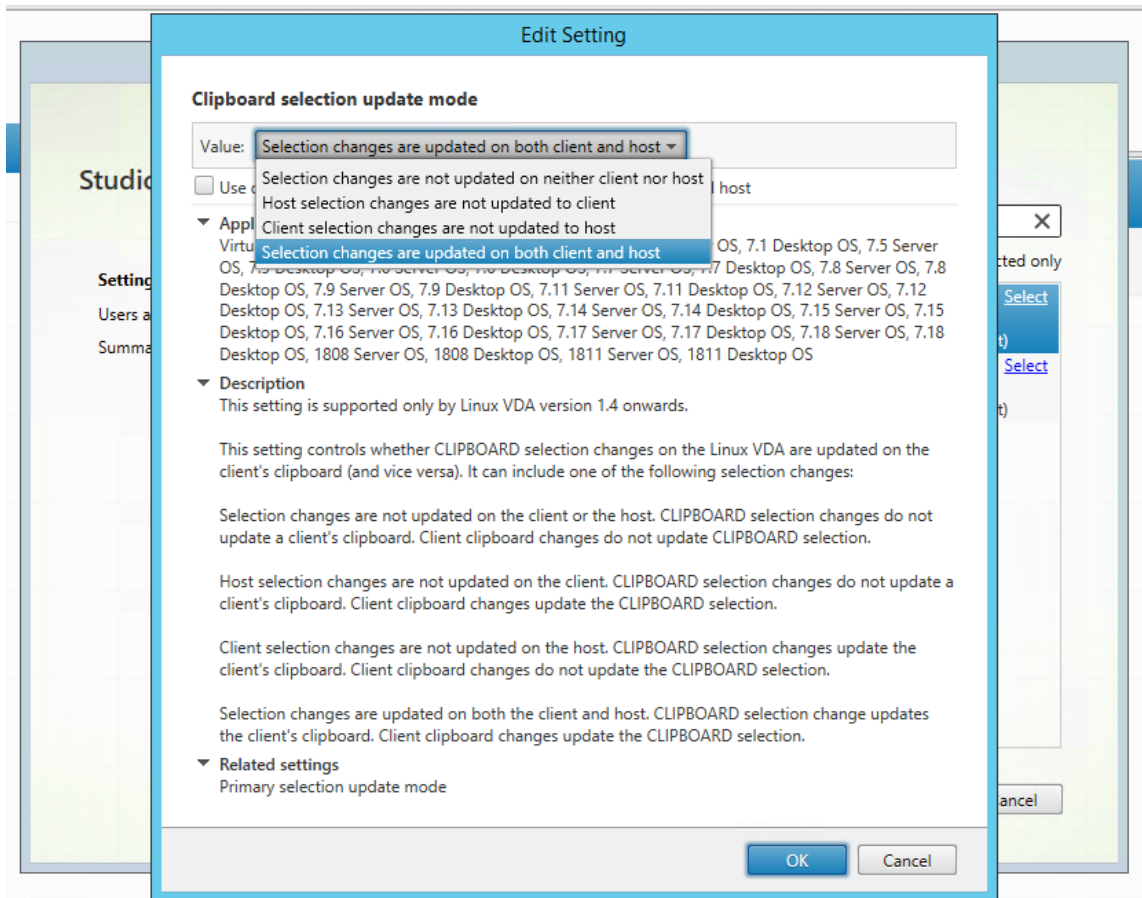 Edit Setting
Clipboard selection update mode
Value: Selection changes are updated on both client and host
Selection changes are not updated on neither client nor host
Use host
Host selection changes are not updated to client
Client selection changes are not updated to host
Selection changes are updated on both client and host
OS, 7.1 Desktop OS, 7.5 Server
OS, 7.7 Desktop OS, 7.8 Server OS, 7.8
Desktop OS, 7.9 Server OS, 7.9 Desktop OS, 7.11 Server OS, 7.11 Desktop OS, 7.12 Server OS, 7.12
Desktop OS, 7.13 Server OS, 7.13 Desktop OS, 7.14 Server OS, 7.14 Desktop OS, 7.15 Server OS, 7.15
Desktop OS, 7.16 Server OS, 7.16 Desktop OS, 7.17 Server OS, 7.17 Desktop OS, 7.18 Server OS, 7.18
Desktop OS, 1808 Server OS, 1808 Desktop OS, 1811 Server OS, 1811 Desktop OS
Description
This setting is supported only by Linux VDA version 1.4 onwards.
This setting controls whether CLIPBOARD selection changes on the Linux VDA are updated on the
client's clipboard (and vice versa). It can include one of the following selection changes:
Selection changes are not updated on the client or the host. CLIPBOARD selection changes do not
update a client's clipboard. Client clipboard changes do not update CLIPBOARD selection.
Host selection changes are not updated on the client. CLIPBOARD selection changes do not update a
client's clipboard. Client clipboard changes update the CLIPBOARD selection.
Client selection changes are not updated on the host. CLIPBOARD selection changes update the
client's clipboard. Client clipboard changes do not update the CLIPBOARD selection.
Selection changes are updated on both the client and host. CLIPBOARD selection change updates
the client's clipboard. Client clipboard changes update the CLIPBOARD selection.
Related settings
Primary selection update mode
OK Cancel
Studio
Setting
Users a
Summa
cted only
Select
t)
Select
t)
ancel